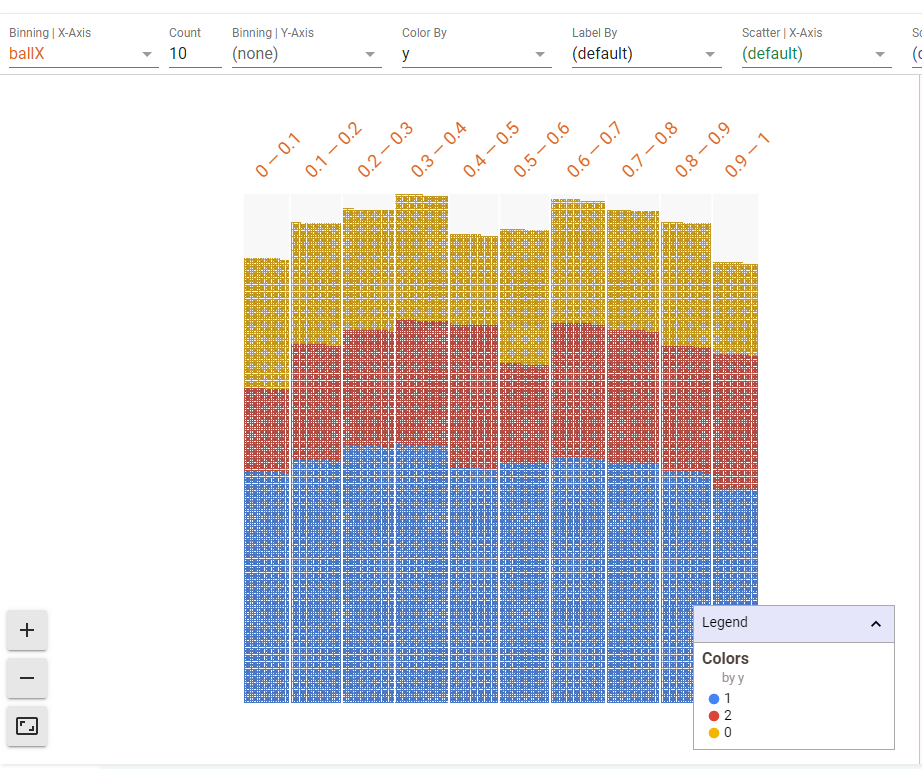 Binning | X-Axis Count Binning | Y-Axis Color By Label By Scatter | X-Axis
ballX 10 (none) y (default) (default)
0 – 0.1 0.1 – 0.2 0.2 – 0.3 0.3 – 0.4 0.4 – 0.5 0.5 – 0.6 0.6 – 0.7 0.7 – 0.8 0.8 – 0.9 0.9 – 1
Legend
Colors
by y
1
2
0